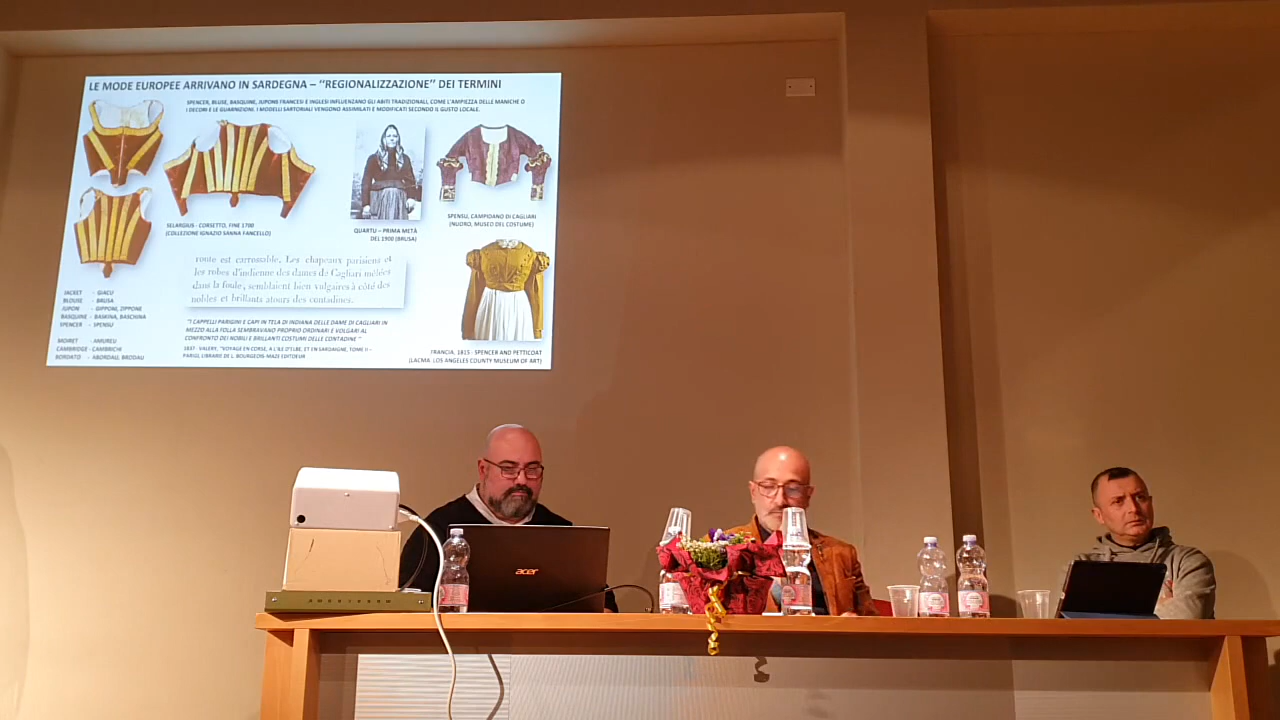 LE MODE EUROPEE ARRIVANO IN SARDEGNA – "REGIONALIZZAZIONE" DEI TERMINI
SPENCER, BLUSE, BASQUINE, JUPONS FRANCESI E INGLESI INFLUENZANO GLI ABITI TRADIZIONALI, COME L'AMPIEZZA DELLE MANICHE O
I DECORI E LE GUARNIZIONI. I MODELLI SARTORIALI VENGONO ASSIMILATI E MODIFICATI SECONDO IL GUSTO LOCALE.
SELARGIUS - CORSETTO, FINE 1700
(COLLEZIONE IGNAZIO SANNA FANCELLO)
QUARTU – PRIMA METÀ
DEL 1900 (BRUSA)
SPENSU, CAMPIDANO DI CAGLIARI
(NUORO, MUSEO DEL COSTUME)
route est carrossable. Les chapeaux parisiens et
les robes d'indienne des dames de Cagliari mêlées
dans la foule, semblaient bien vulgaires à côté des
nobles et brillants atours des contadines.
JACKET - GIACU
BLOUSE - BRUSA
JUPON - GIPPONE, ZIPPONE
BASQUINE - BASKINA, BASCHINA
SPENCER - SPENSU
MOIRET - AMUREU
CAMBRIDGE - CAMBRICHI
BORDATO - ABORDAU, BRODAU
"I CAPPELLI PARIGINI E CAPI IN TELA DI INDIANA DELLE DAME DI CAGLIARI IN
MEZZO ALLA FOLLA SEMBRAVANO PROPRIO ORDINARI E VOLGARI AL
CONFRONTO DEI NOBILI E BRILLANTI COSTUMI DELLE CONTADINE "
1837 - VALERY, "VOYAGE EN CORSE, A L'ILE D'ELBE, ET EN SARDAIGNE, TOME II –
PARIGI, LIBRARIE DE L. BOURGEOIS-MAZE EDITOEUR
FRANCIA, 1815 - SPENCER AND PETTICOAT
(LACMA. LOS ANGELES COUNTY MUSEUM OF ART)
acer